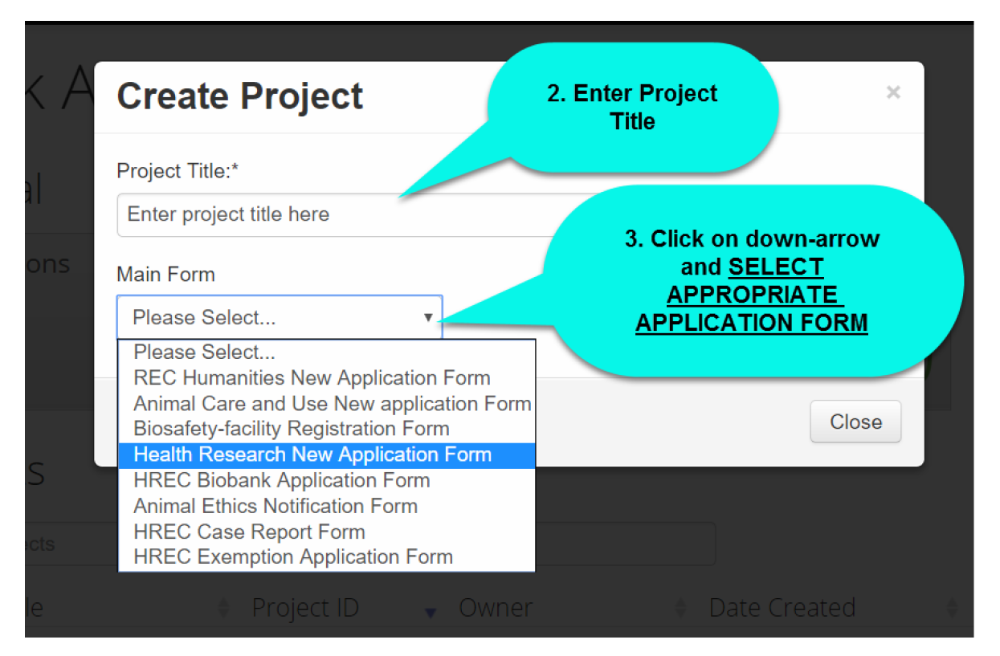 k A
Create Project
×
2. Enter Project
Title
al
Project Title:*
Enter project title here
3. Click on down-arrow
and SELECT
APPROPRIATE
APPLICATION FORM
ons
Main Form
Please Select...
Please Select...
REC Humanities New Application Form
Animal Care and Use New application Form
Biosafety-facility Registration Form
Health Research New Application Form
HREC Biobank Application Form
Animal Ethics Notification Form
HREC Case Report Form
HREC Exemption Application Form
Close
s
ects
le Project ID Owner Date Created